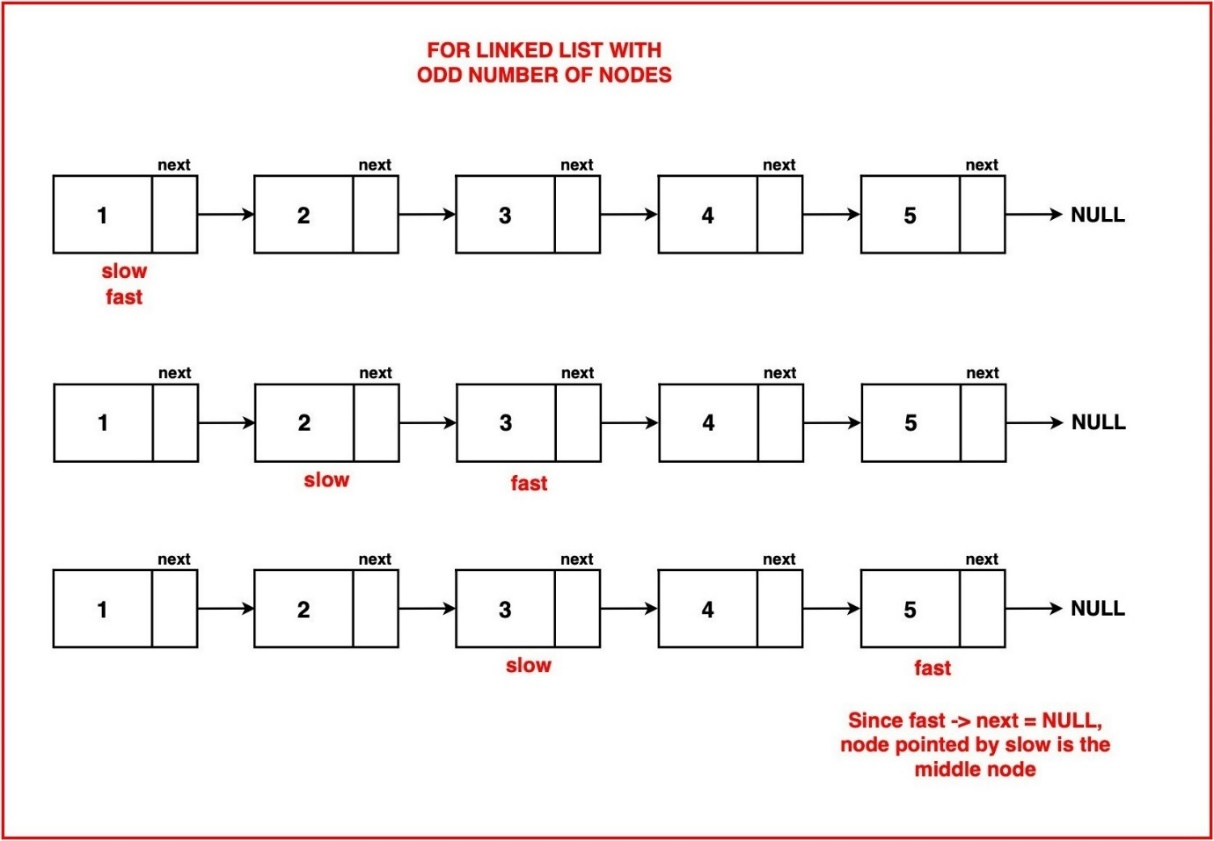 FOR LINKED LIST WITH
ODD NUMBER OF NODES
next next next next next
1 2 3 4 5 NULL
slow
fast
next next next next next
1 2 3 4 5 NULL
slow fast
next next next next next
1 2 3 4 5 NULL
slow fast
Since fast -> next = NULL,
node pointed by slow is the
middle node